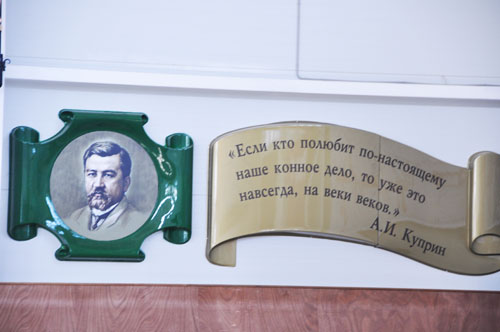 «Если кто полюбит по-настоящему
наше конное дело, то уже это
навсегда, на веки веков.»
А.И. Куприн